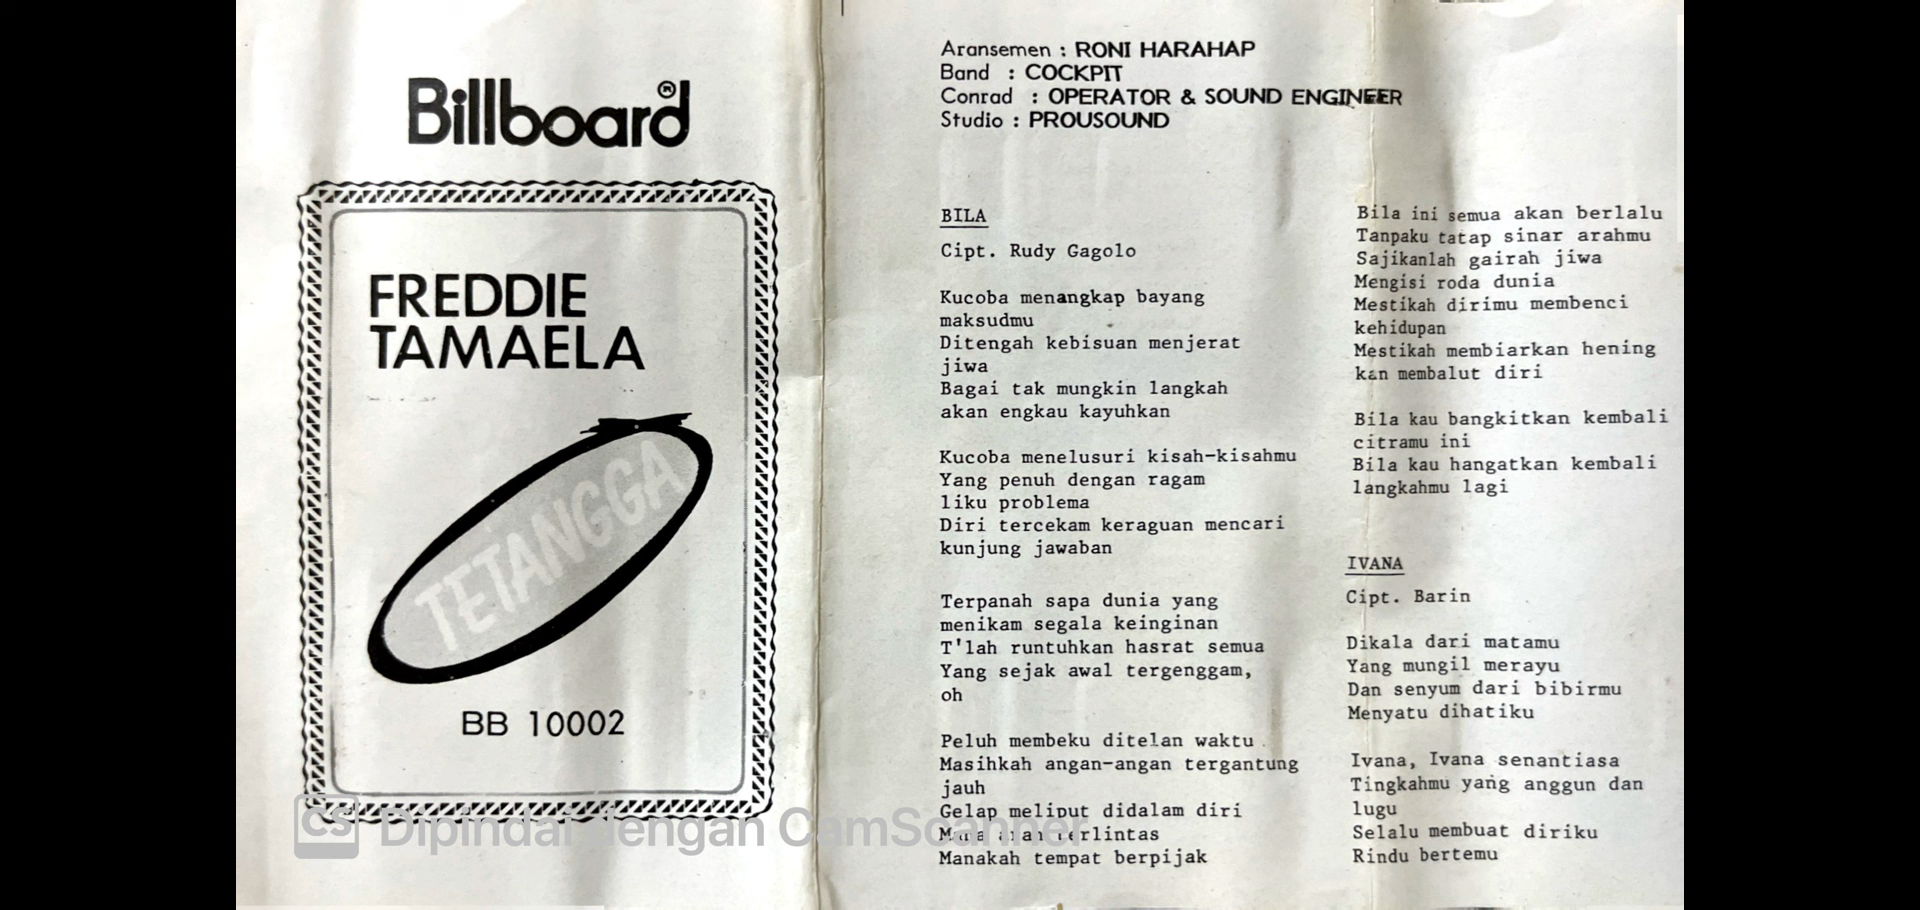 Billboard®
FREDDIE
TAMAELA
TETANGGA
BB 10002
Aransemen : RONI HARAHAP
Band : COCKPIT
Conrad : OPERATOR & SOUND ENGINEER
Studio : PROUSOUND
BILA
Cipt. Rudy Gagolo
Kucoba menangkap bayang
maksudmu
Ditengah kebisuan menjerat
jiwa
Bagai tak mungkin langkah
akan engkau kayuhkan
Kucoba menelusuri kisah-kisahmu
Yang penuh dengan ragam
liku problema
Diri tercekam keraguan mencari
kunjung jawaban
Terpanah sapa dunia yang
menikam segala keinginan
T'lah runtuhkan hasrat semua
Yang sejak awal tergenggam,
oh
Peluh membeku ditelan waktu
Masihkah angan-angan tergantung
jauh
Gelap meliput didalam diri
terlintas
Manakah tempat berpijak
Bila ini semua akan berlalu
Tanpaku tatap sinar arahmu
Sajikanlah gairah jiwa
Mengisi roda dunia
Mestikah dirimu membenci
kehidupan
Mestikah membiarkan hening
kan membalut diri
Bila kau bangkitkan kembali
citramu ini
Bila kau hangatkan kembali
langkahmu lagi
IVANA
Cipt. Barin
Dikala dari matamu
Yang mungil merayu
Dan senyum dari bibirmu
Menyatu dihatiku
Ivana, Ivana senantiasa
Tingkahmu yang anggun dan
lugu
Selalu membuat diriku
Rindu bertemu
CS Dipindai dengan CamScanner